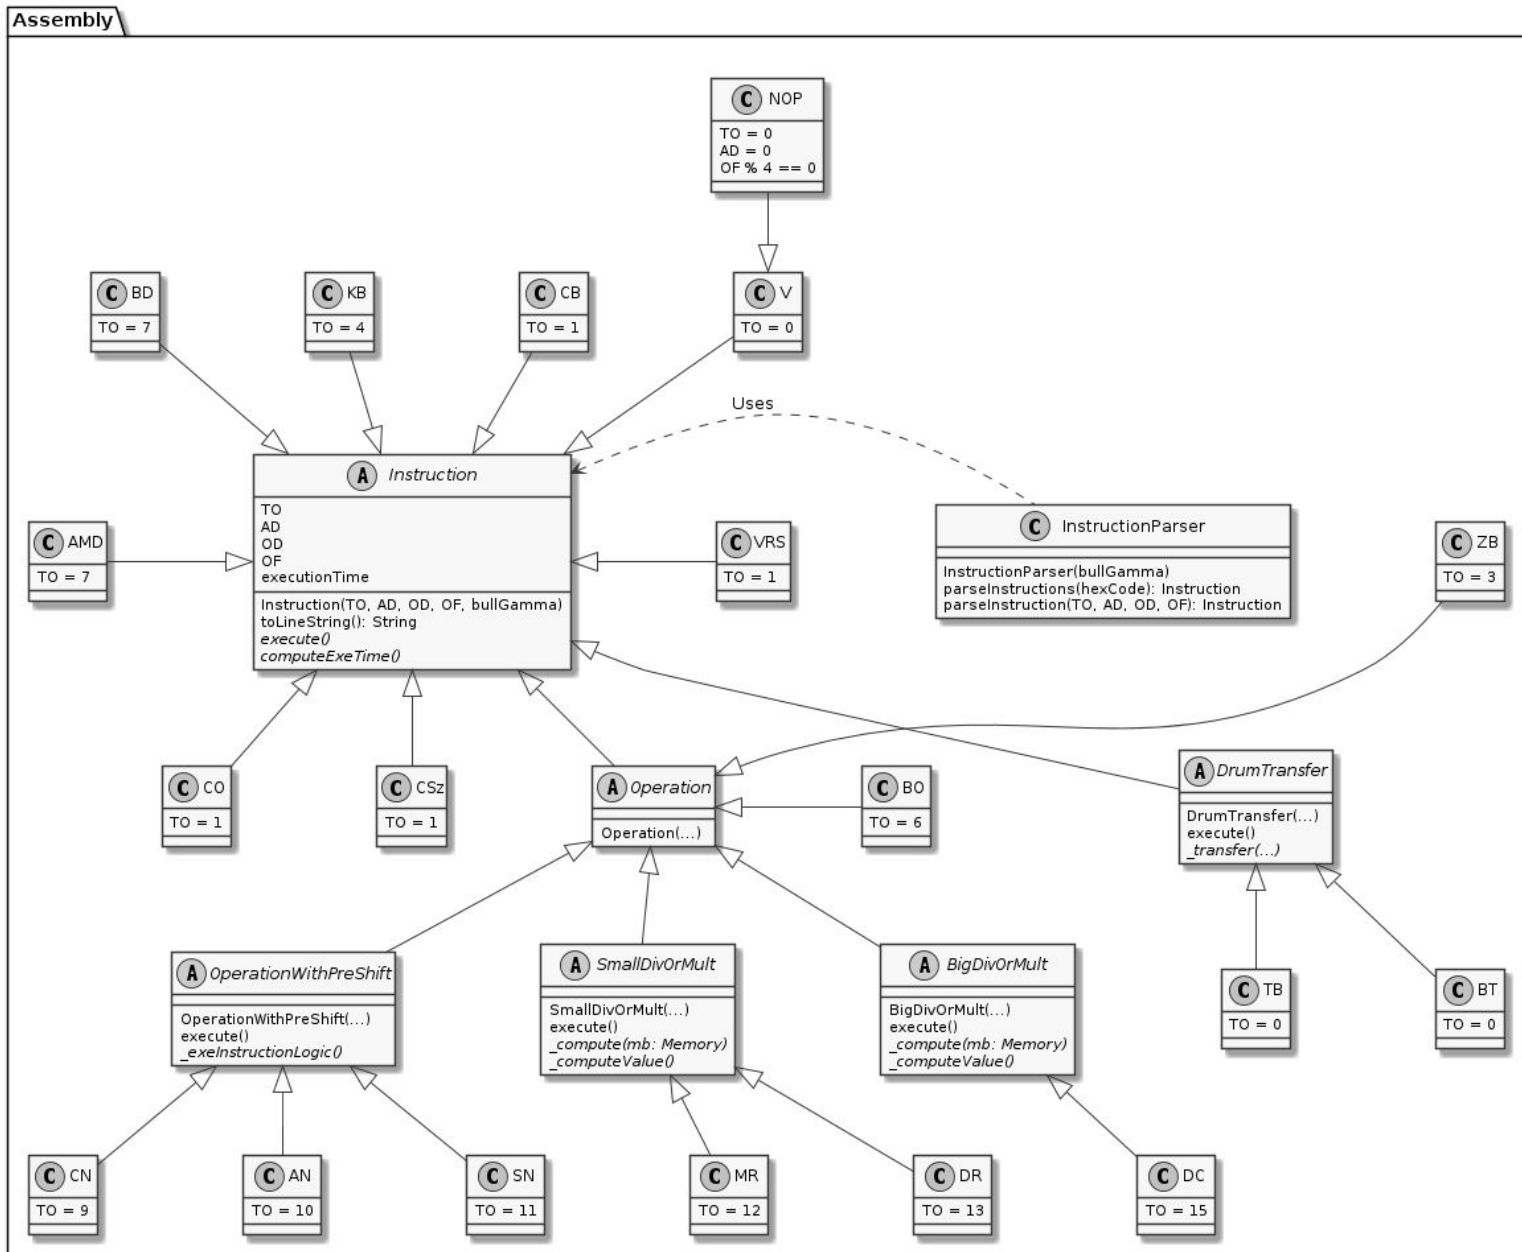 Assembly
C NOP
TO = 0
AD = 0
OF % 4 == 0
C BD
TO = 7
C KB
TO = 4
C CB
TO = 1
C V
TO = 0
Uses
A Instruction
TO
AD
OD
OF
executionTime
Instruction(TO, AD, OD, OF, bullGamma)
toLineString(): String
execute()
computeExeTime()
C AMD
TO = 7
C VRS
TO = 1
C InstructionParser
InstructionParser(bullGamma)
parseInstructions(hexCode): Instruction
parseInstruction(TO, AD, OD, OF): Instruction
C ZB
TO = 3
C CO
TO = 1
C CSz
TO = 1
A Operation
Operation(...)
C BO
TO = 6
A DrumTransfer
DrumTransfer(...)
execute()
_transfer(...)
A OperationWithPreShift
OperationWithPreShift(...)
execute()
_exeInstructionLogic()
A SmallDivOrMult
SmallDivOrMult(...)
execute()
_compute(mb: Memory)
_computeValue()
A BigDivOrMult
BigDivOrMult(...)
execute()
_compute(mb: Memory)
_computeValue()
C TB
TO = 0
C BT
TO = 0
C CN
TO = 9
C AN
TO = 10
C SN
TO = 11
C MR
TO = 12
C DR
TO = 13
C DC
TO = 15